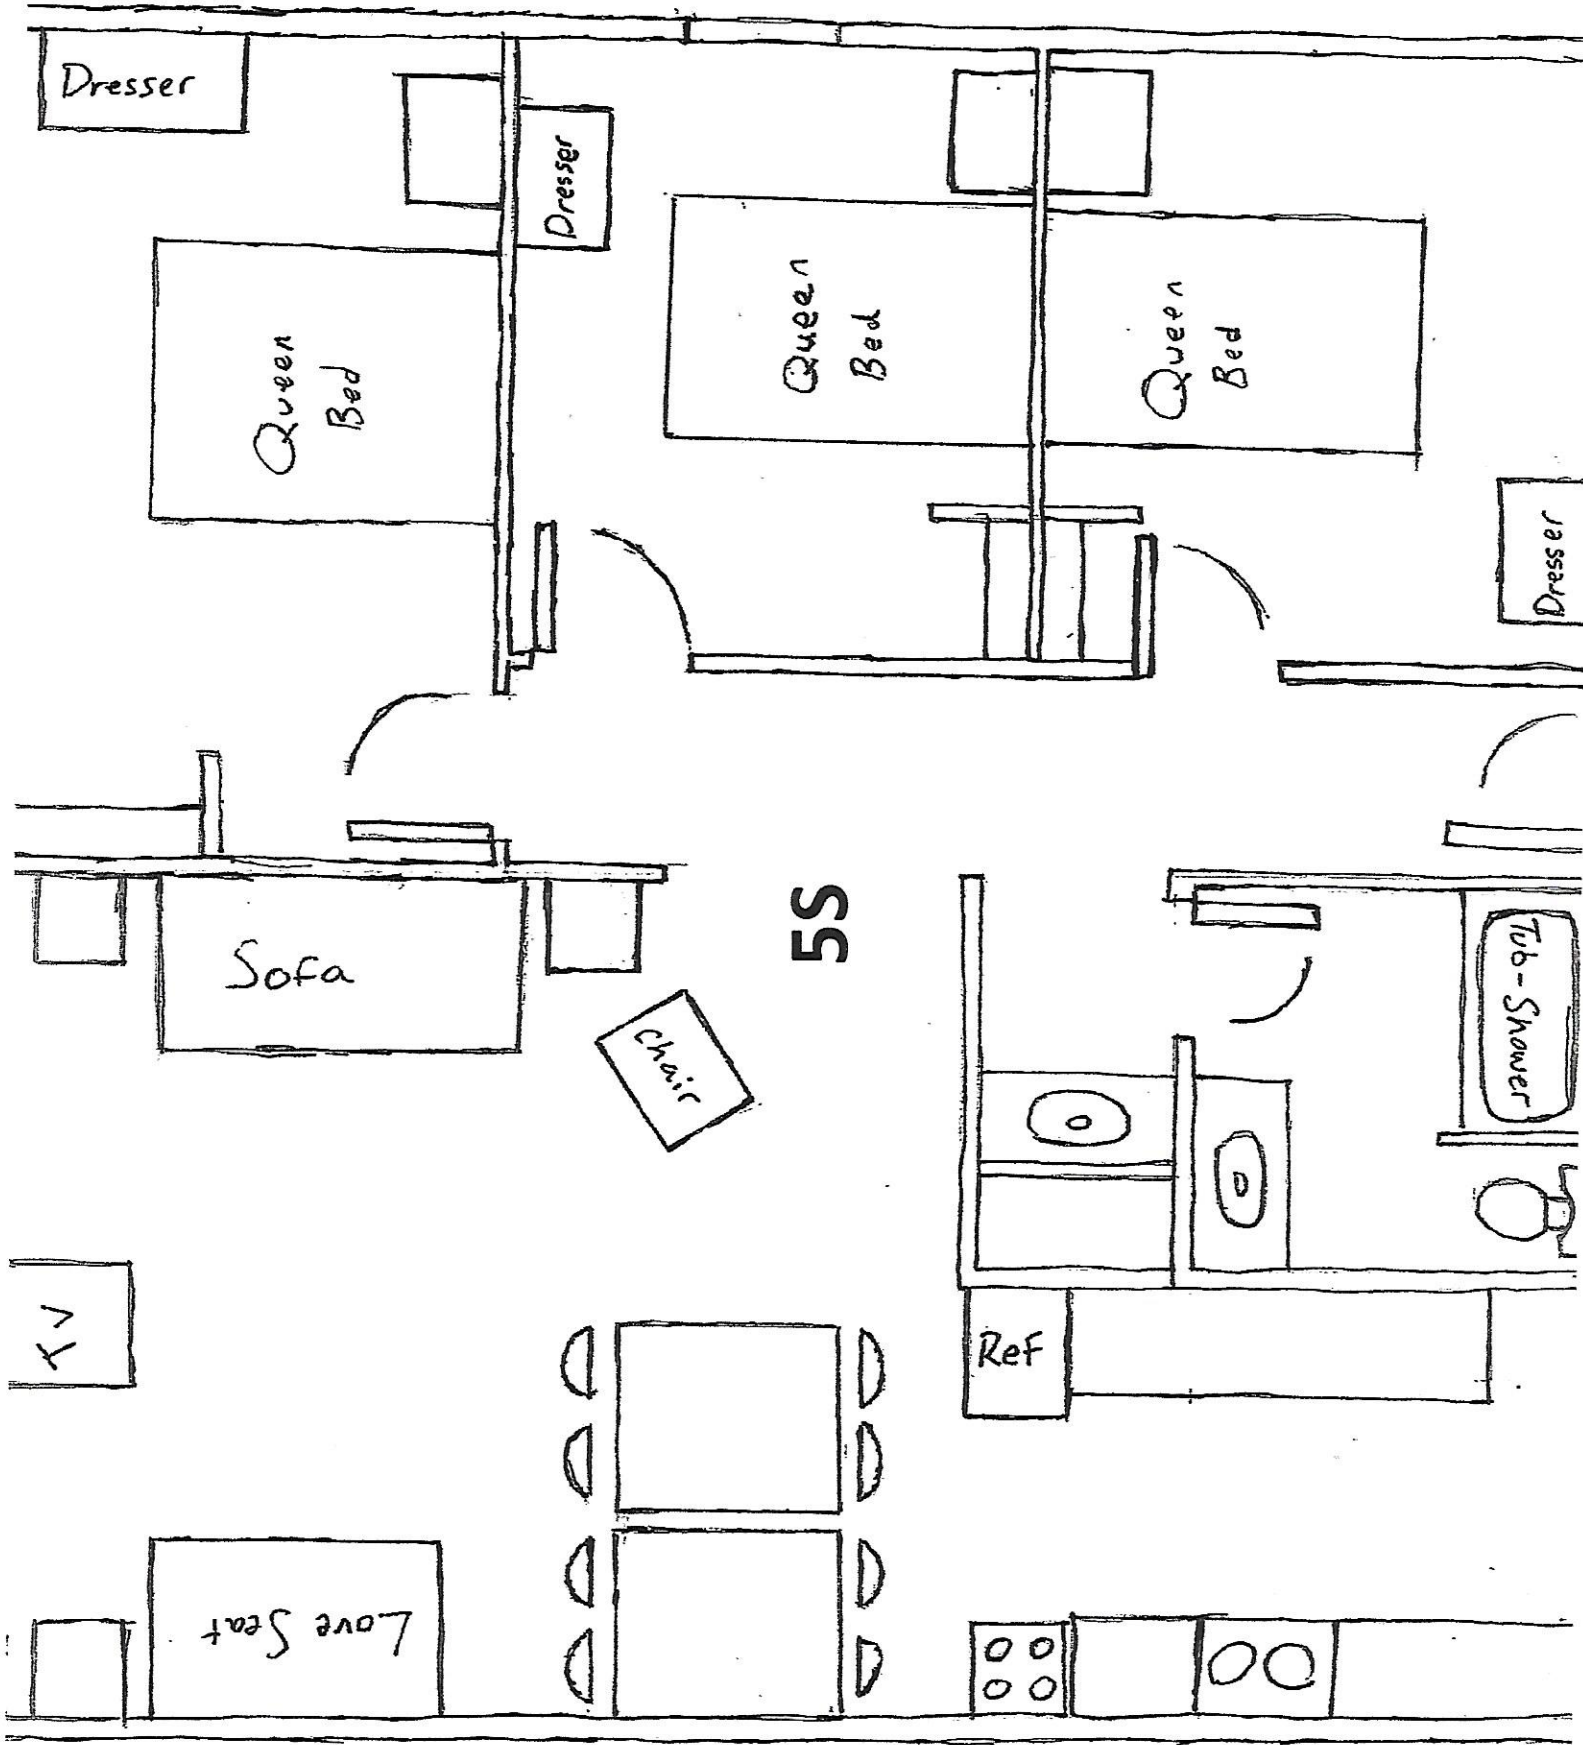 Dresser
Dresser
Queen
Bed
Queen
Bed
Queen
Bed
Dresser
5S
Sofa
chair
Tub-Shower
TV
Ref
Love Seat